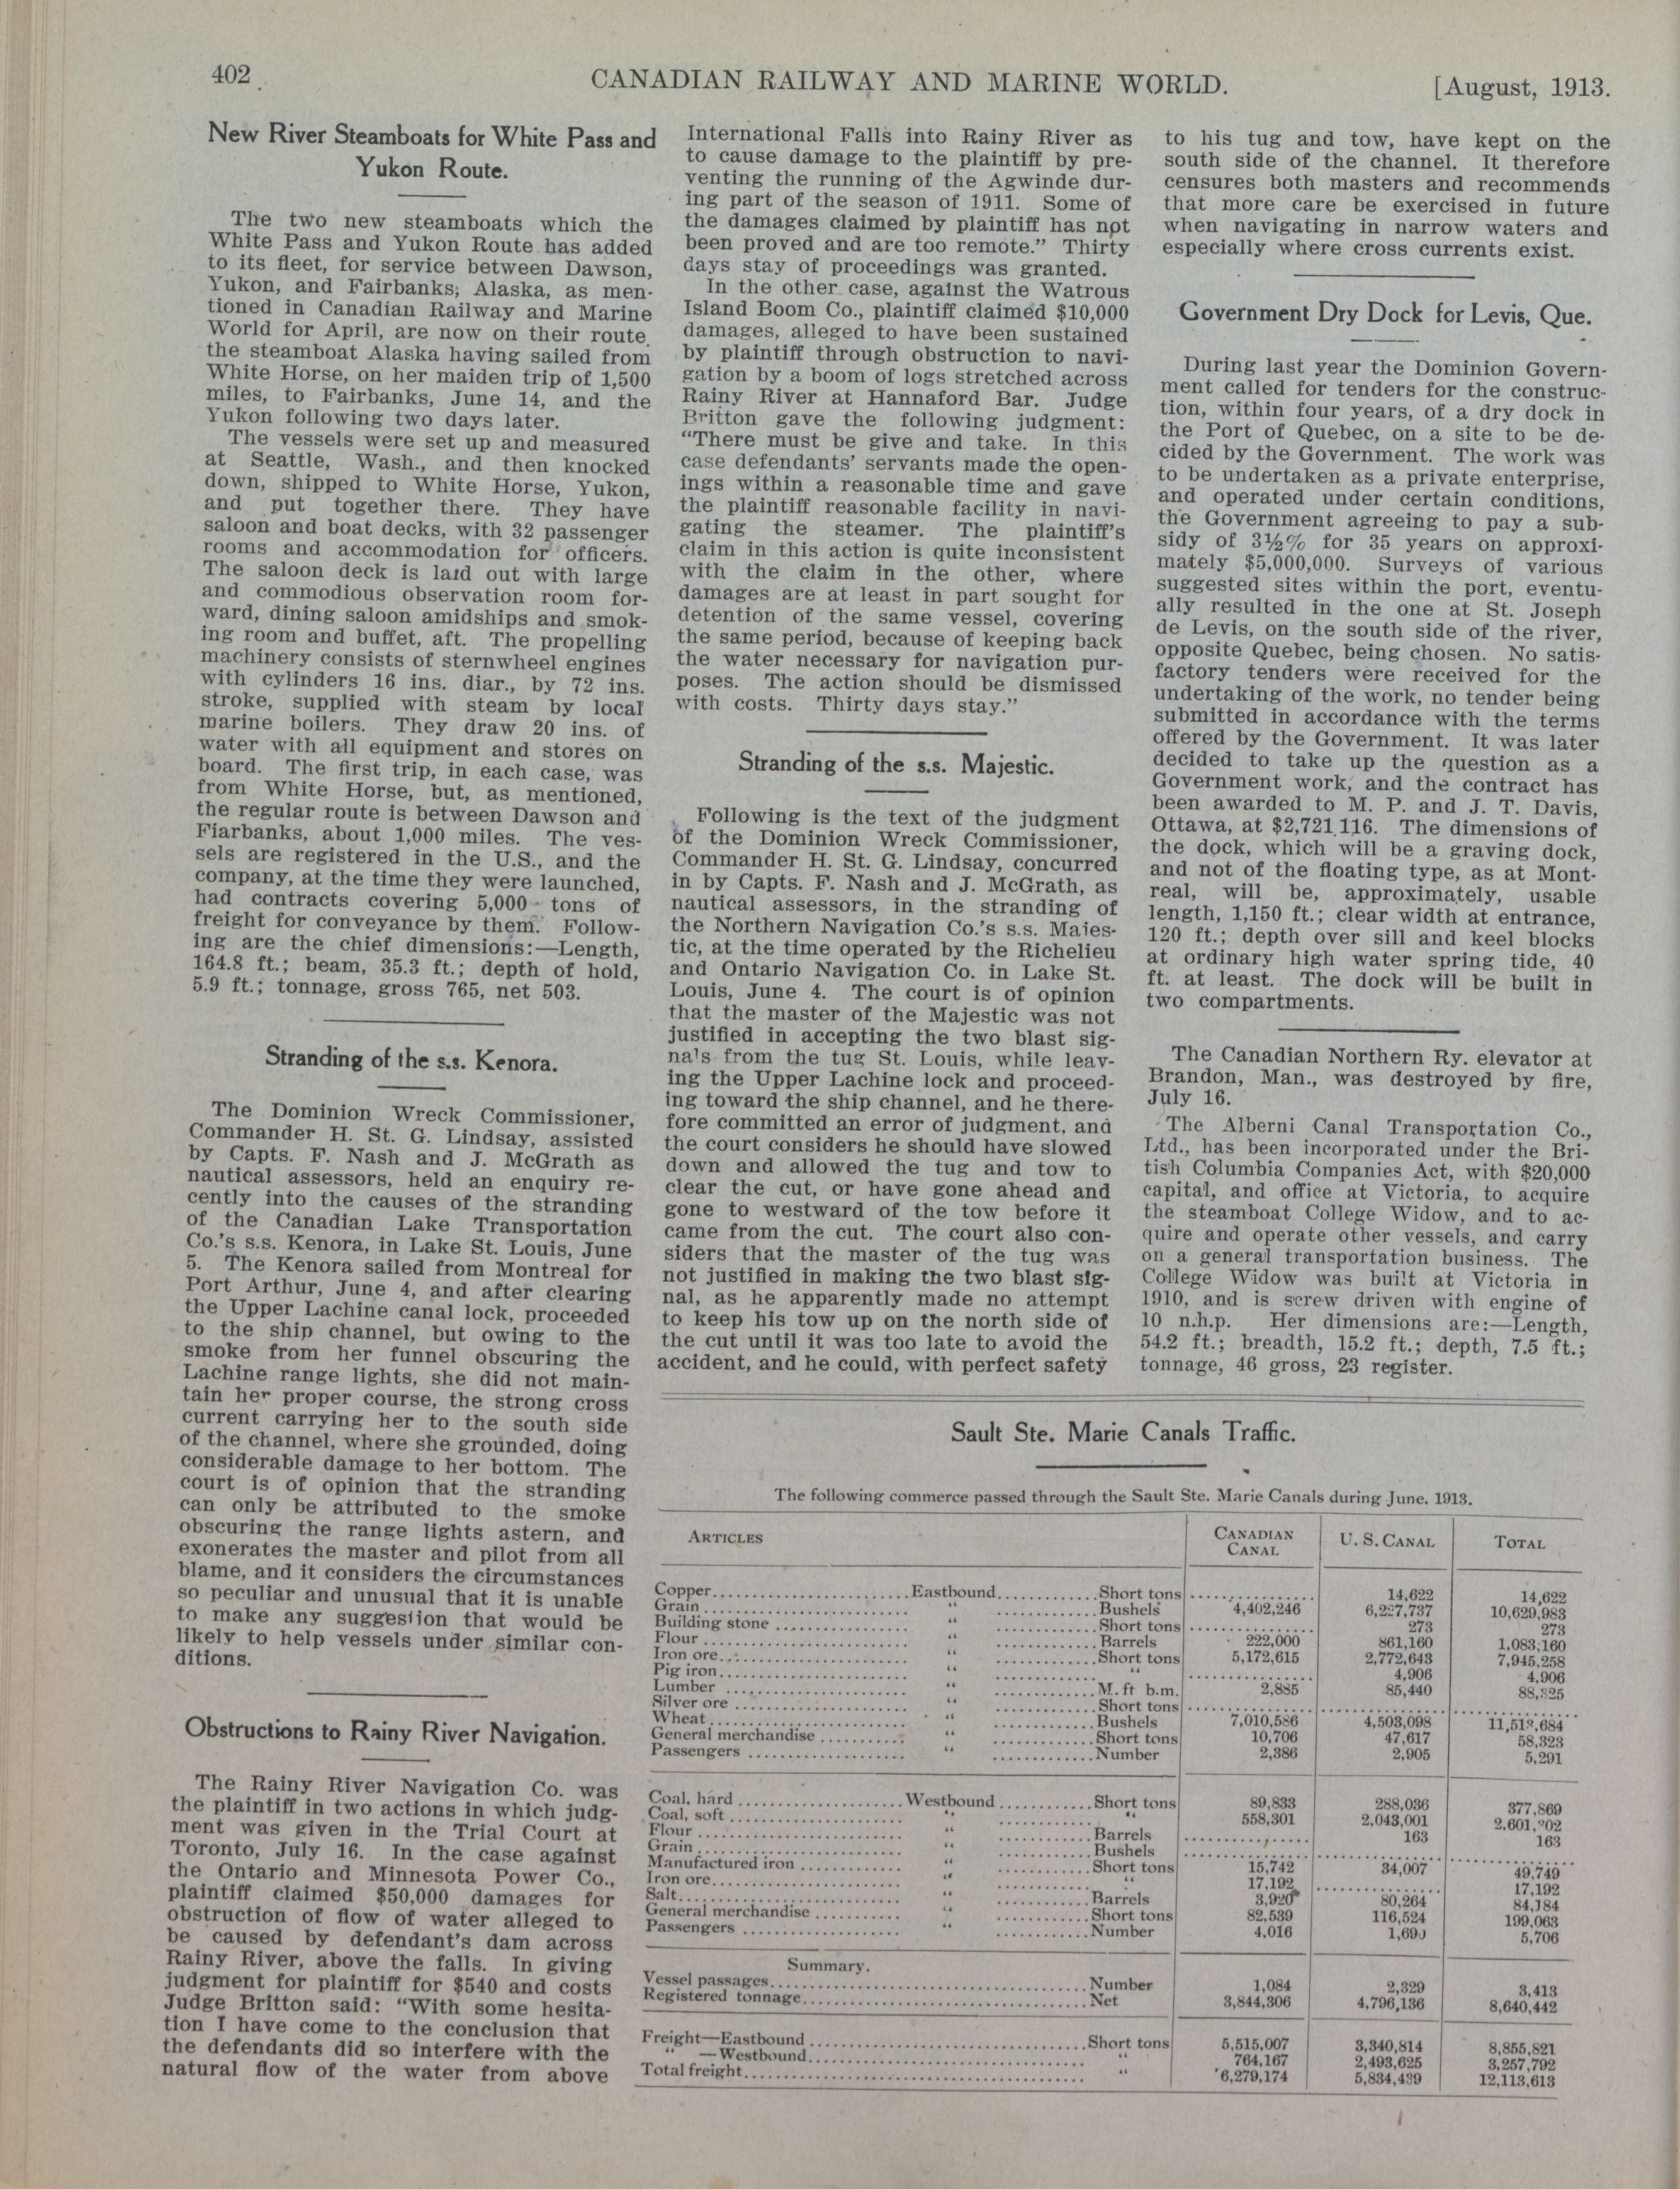 402
CANADIAN RAILWAY AND MARINE WORLD.
[August, 1913.
New River Steamboats for White Pass and
Yukon Route.
The two new steamboats which the
White Pass and Yukon Route has added
to its fleet, for service between Dawson,
Yukon, and Fairbanks, Alaska, as men-
tioned in Canadian Railway and Marine
World for April, are now on their route.
the steamboat Alaska having sailed from
White Horse, on her maiden trip of 1,500
miles, to Fairbanks, June 14, and the
Yukon following two days later.
The vessels were set up and measured
at Seattle, Wash., and then knocked
down, shipped to White Horse, Yukon,
and put together there. They have
saloon and boat decks, with 32 passenger
rooms and accommodation for officers.
The saloon deck is laid out with large
and commodious observation room for-
ward, dining saloon amidships and smok-
ing room and buffet, aft. The propelling
machinery consists of sternwheel engines
with cylinders 16 ins. diar., by 72 ins.
stroke, supplied with steam by local
marine boilers. They draw 20 ins. of
water with all equipment and stores on
board. The first trip, in each case, was
from White Horse, but, as mentioned,
the regular route is between Dawson and
Fiarbanks, about 1,000 miles. The ves-
sels are registered in the U.S., and the
company, at the time they were launched,
had contracts covering 5,000 tons of
freight for conveyance by them. Follow-
ing are the chief dimensions:—Length,
164.8 ft.; beam, 35.3 ft.; depth of hold,
5.9 ft.; tonnage, gross 765, net 503.
Stranding of the s.s. Kenora.
The Dominion Wreck Commissioner,
Commander H. St. G. Lindsay, assisted
by Capts. F. Nash and J. McGrath as
nautical assessors, held an enquiry re-
cently into the causes of the stranding
of the Canadian Lake Transportation
Co.'s s.s. Kenora, in Lake St. Louis, June
5. The Kenora sailed from Montreal for
Port Arthur, June 4, and after clearing
the Upper Lachine canal lock, proceeded
to the ship channel, but owing to the
smoke from her funnel obscuring the
Lachine range lights, she did not main-
tain her proper course, the strong cross
current carrying her to the south side
of the channel, where she grounded, doing
considerable damage to her bottom. The
court is of opinion that the stranding
can only be attributed to the smoke
obscuring the range lights astern, and
exonerates the master and pilot from all
blame, and it considers the circumstances
so peculiar and unusual that it is unable
to make any suggestion that would be
likely to help vessels under similar con-
ditions.
Obstructions to Rainy River Navigation.
The Rainy River Navigation Co. was
the plaintiff in two actions in which judg-
ment was given in the Trial Court at
Toronto, July 16. In the case against
the Ontario and Minnesota Power Co.,
plaintiff claimed $50,000 damages for
obstruction of flow of water alleged to
be caused by defendant's dam across
Rainy River, above the falls. In giving
judgment for plaintiff for $540 and costs
Judge Britton said: "With some hesita-
tion I have come to the conclusion that
the defendants did so interfere with the
natural flow of the water from above
International Falls into Rainy River as
to cause damage to the plaintiff by pre-
venting the running of the Agwinde dur-
ing part of the season of 1911. Some of
the damages claimed by plaintiff has not
been proved and are too remote." Thirty
days stay of proceedings was granted.
In the other case, against the Watrous
Island Boom Co., plaintiff claimed $10,000
damages, alleged to have been sustained
by plaintiff through obstruction to navi-
gation by a boom of logs stretched across
Rainy River at Hannaford Bar. Judge
Britton gave the following judgment:
"There must be give and take. In this
case defendants' servants made the open-
ings within a reasonable time and gave
the plaintiff reasonable facility in navi-
gating the steamer. The plaintiff's
claim in this action is quite inconsistent
with the claim in the other, where
damages are at least in part sought for
detention of the same vessel, covering
the same period, because of keeping back
the water necessary for navigation pur-
poses. The action should be dismissed
with costs. Thirty days stay."
Stranding of the s.s. Majestic.
Following is the text of the judgment
of the Dominion Wreck Commissioner,
Commander H. St. G. Lindsay, concurred
in by Capts. F. Nash and J. McGrath, as
nautical assessors, in the stranding of
the Northern Navigation Co.'s s.s. Majes-
tic, at the time operated by the Richelieu
and Ontario Navigation Co. in Lake St.
Louis, June 4. The court is of opinion
that the master of the Majestic was not
justified in accepting the two blast sig-
nals from the tug St. Louis, while leav-
ing the Upper Lachine lock and proceed-
ing toward the ship channel, and he there-
fore committed an error of judgment, and
the court considers he should have slowed
down and allowed the tug and tow to
clear the cut, or have gone ahead and
gone to westward of the tow before it
came from the cut. The court also con-
siders that the master of the tug was
not justified in making the two blast sig-
nal, as he apparently made no attempt
to keep his tow up on the north side of
the cut until it was too late to avoid the
accident, and he could, with perfect safety
to his tug and tow, have kept on the
south side of the channel. It therefore
censures both masters and recommends
that more care be exercised in future
when navigating in narrow waters and
especially where cross currents exist.
Government Dry Dock for Levis, Que.
During last year the Dominion Govern-
ment called for tenders for the construc-
tion, within four years, of a dry dock in
the Port of Quebec, on a site to be de-
cided by the Government. The work was
to be undertaken as a private enterprise,
and operated under certain conditions,
the Government agreeing to pay a sub-
sidy of 3½% for 35 years on approxi-
mately $5,000,000. Surveys of various
suggested sites within the port, eventu-
ally resulted in the one at St. Joseph
de Levis, on the south side of the river,
opposite Quebec, being chosen. No satis-
factory tenders were received for the
undertaking of the work, no tender being
submitted in accordance with the terms
offered by the Government. It was later
decided to take up the question as a
Government work, and the contract has
been awarded to M. P. and J. T. Davis,
Ottawa, at $2,721,116. The dimensions of
the dock, which will be a graving dock,
and not of the floating type, as at Mont-
real, will be, approximately, usable
length, 1,150 ft.; clear width at entrance,
120 ft.; depth over sill and keel blocks
at ordinary high water spring tide, 40
ft. at least. The dock will be built in
two compartments.
The Canadian Northern Ry. elevator at
Brandon, Man., was destroyed by fire,
July 16.
The Alberni Canal Transportation Co.,
Ltd., has been incorporated under the Bri-
tish Columbia Companies Act, with $20,000
capital, and office at Victoria, to acquire
the steamboat College Widow, and to ac-
quire and operate other vessels, and carry
on a general transportation business. The
College Widow was built at Victoria in
1910, and is screw driven with engine of
10 n.h.p. Her dimensions are:—Length,
54.2 ft.; breadth, 15.2 ft.; depth, 7.5 ft.;
tonnage, 46 gross, 23 register.
Sault Ste. Marie Canals Traffic.
The following commerce passed through the Sault Ste. Marie Canals during June, 1913.
ARTICLES CANADIAN CANAL U. S. CANAL TOTAL
Copper Eastbound Short tons 14,622 14,622
Grain " Bushels 4,402,246 6,227,737 10,629,983
Building stone " Short tons 273 273
Flour " Barrels 222,000 861,160 1,083,160
Iron ore " Short tons 5,172,615 2,772,643 7,945,258
Pig iron " " 4,906 4,906
Lumber " M. ft b.m. 2,885 85,440 88,325
Silver ore " Short tons
Wheat " Bushels 7,010,586 4,503,098 11,513,684
General merchandise " Short tons 10,706 47,617 58,323
Passengers " Number 2,386 2,905 5,291
Coal, hard Westbound Short tons 89,833 288,036 377,869
Coal, soft " " 558,301 2,043,001 2,601,302
Flour " Barrels 163 163
Grain " Bushels
Manufactured iron " Short tons 15,742 34,007 49,749
Iron ore " " 17,192 17,192
Salt " Barrels 3,920 80,264 84,184
General merchandise " Short tons 82,539 116,524 199,063
Passengers " Number 4,016 1,690 5,706
Summary.
Vessel passages Number 1,084 2,329 3,413
Registered tonnage Net 3,844,306 4,796,136 8,640,442
Freight—Eastbound Short tons 5,515,007 3,340,814 8,855,821
" —Westbound " 764,167 2,493,625 3,257,792
Total freight " 6,279,174 5,834,439 12,113,613